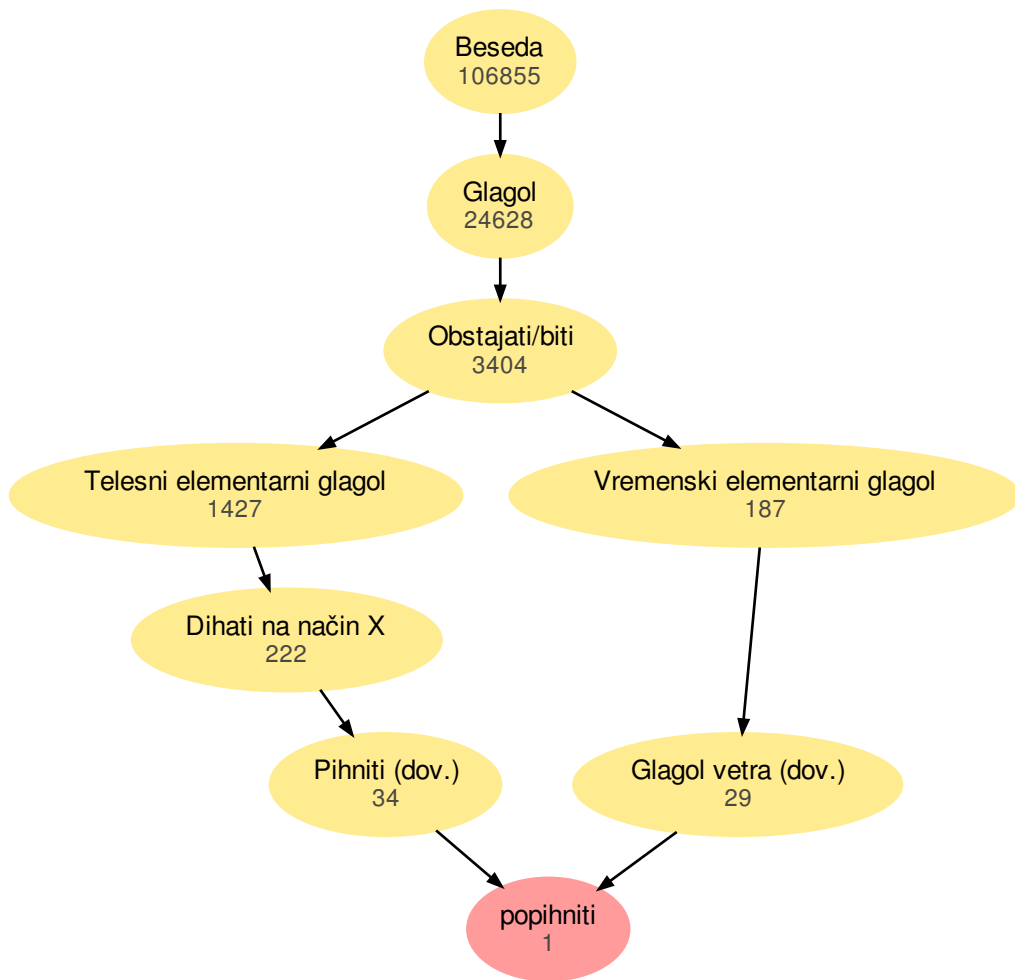 Beseda
106855
Glagol
24628
Obstajati/biti
3404
Telesni elementarni glagol
1427
Vremenski elementarni glagol
187
Dihati na način X
222
Pihniti (dov.)
34
Glagol vetra (dov.)
29
popihniti
1